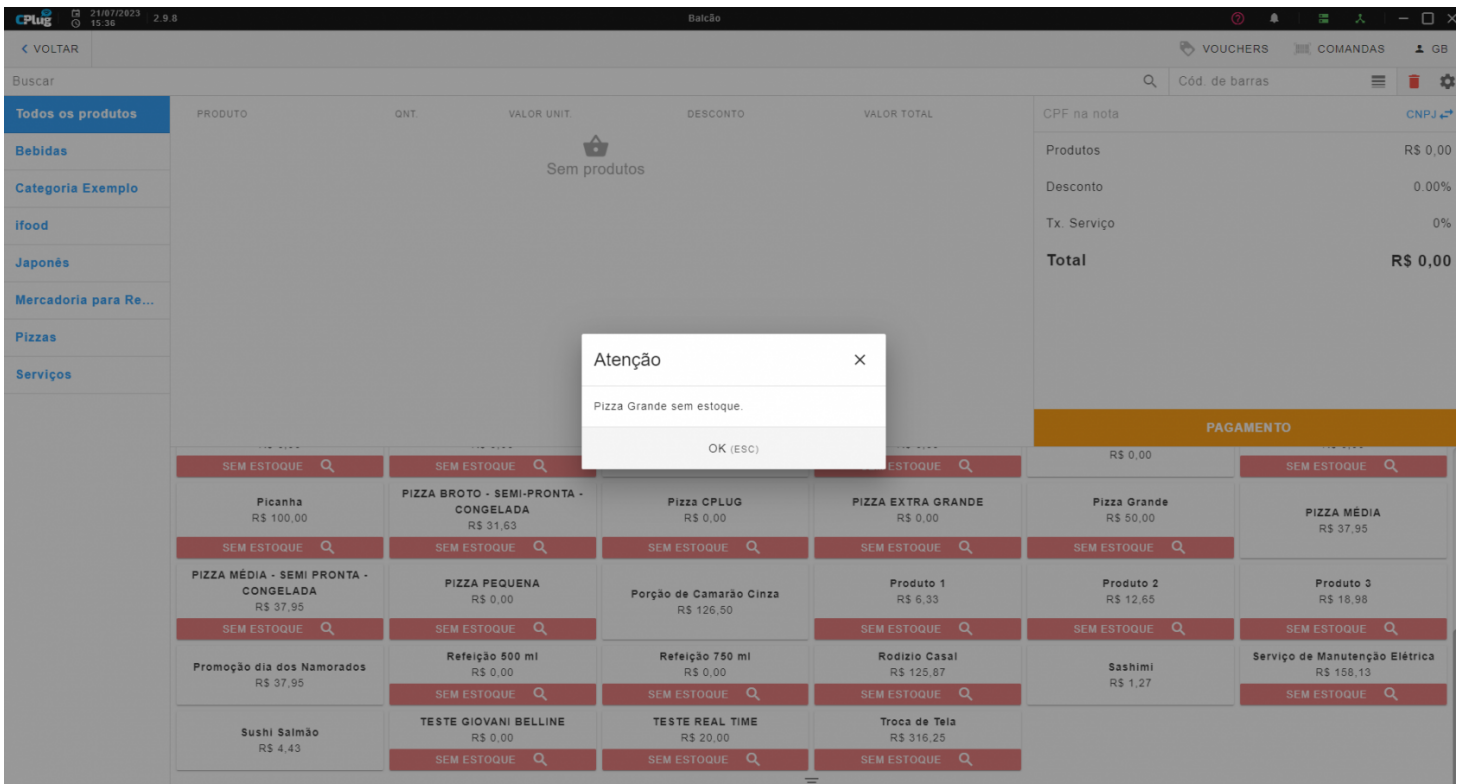 CPlug 21/07/2023 15:36 2.9.8 Balcão
VOLTAR VOUCHERS COMANDAS GB
Buscar Cód. de barras
Todos os produtos
Bebidas
Categoria Exemplo
ifood
Japonês
Mercadoria para Re...
Pizzas
Serviços
PRODUTO QNT. VALOR UNIT. DESCONTO VALOR TOTAL
Sem produtos
CPF na nota CNPJ
Produtos R$ 0,00
Desconto 0.00%
Tx. Serviço 0%
Total R$ 0,00
PAGAMENTO
Atenção
Pizza Grande sem estoque.
OK (ESC)
R$ 0,00
SEM ESTOQUE SEM ESTOQUE ESTOQUE SEM ESTOQUE
Picanha
R$ 100,00
SEM ESTOQUE
PIZZA BROTO - SEMI-PRONTA -
CONGELADA
R$ 31,63
SEM ESTOQUE
Pizza CPLUG
R$ 0,00
SEM ESTOQUE
PIZZA EXTRA GRANDE
R$ 0,00
SEM ESTOQUE
Pizza Grande
R$ 50,00
SEM ESTOQUE
PIZZA MÉDIA
R$ 37,95
PIZZA MÉDIA - SEMI PRONTA -
CONGELADA
R$ 37,95
SEM ESTOQUE
PIZZA PEQUENA
R$ 0,00
SEM ESTOQUE
Porção de Camarão Cinza
R$ 126,50
Produto 1
R$ 6,33
SEM ESTOQUE
Produto 2
R$ 12,65
SEM ESTOQUE
Produto 3
R$ 18,98
SEM ESTOQUE
Promoção dia dos Namorados
R$ 37,95
Refeição 500 ml
R$ 0,00
SEM ESTOQUE
Refeição 750 ml
R$ 0,00
SEM ESTOQUE
Rodizio Casal
R$ 125,87
SEM ESTOQUE
Sashimi
R$ 1,27
Serviço de Manutenção Elétrica
R$ 158,13
SEM ESTOQUE
Sushi Salmão
R$ 4,43
TESTE GIOVANI BELLINE
R$ 0,00
SEM ESTOQUE
TESTE REAL TIME
R$ 20,00
SEM ESTOQUE
Troca de Tela
R$ 316,25
SEM ESTOQUE